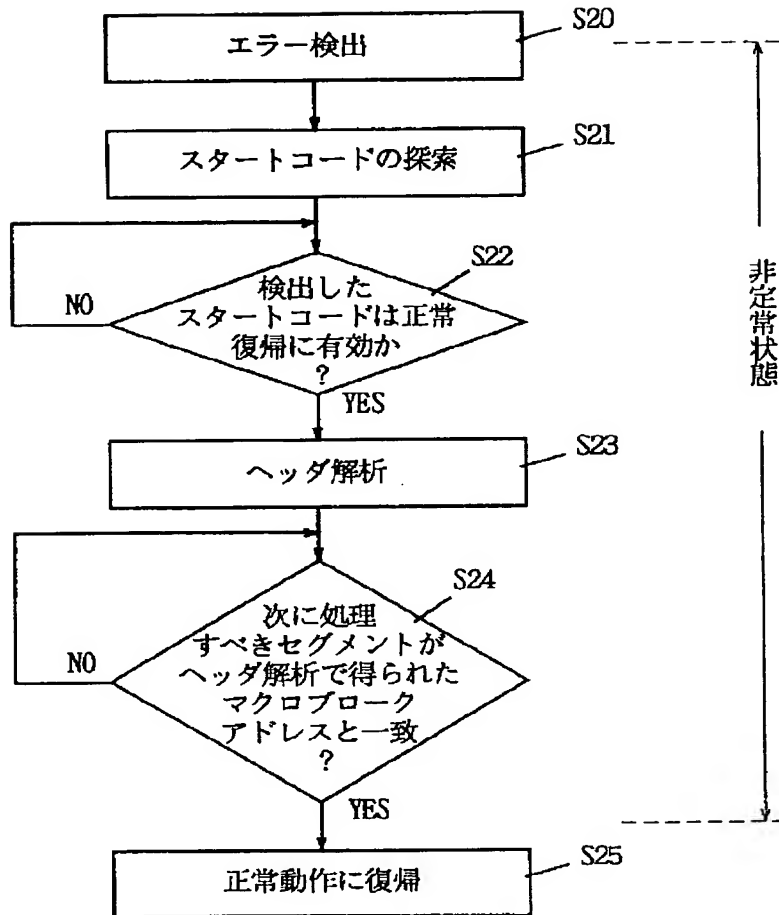 エラー検出
S20
スタートコードの探索
S21
S22
検出した
スタートコードは正常
復帰に有効か
?
NO
YES
ヘッダ解析
S23
S24
次に処理
すべきセグメントが
ヘッダ解析で得られた
マクロブローク
アドレスと一致
?
NO
YES
正常動作に復帰
S25
非定常状態